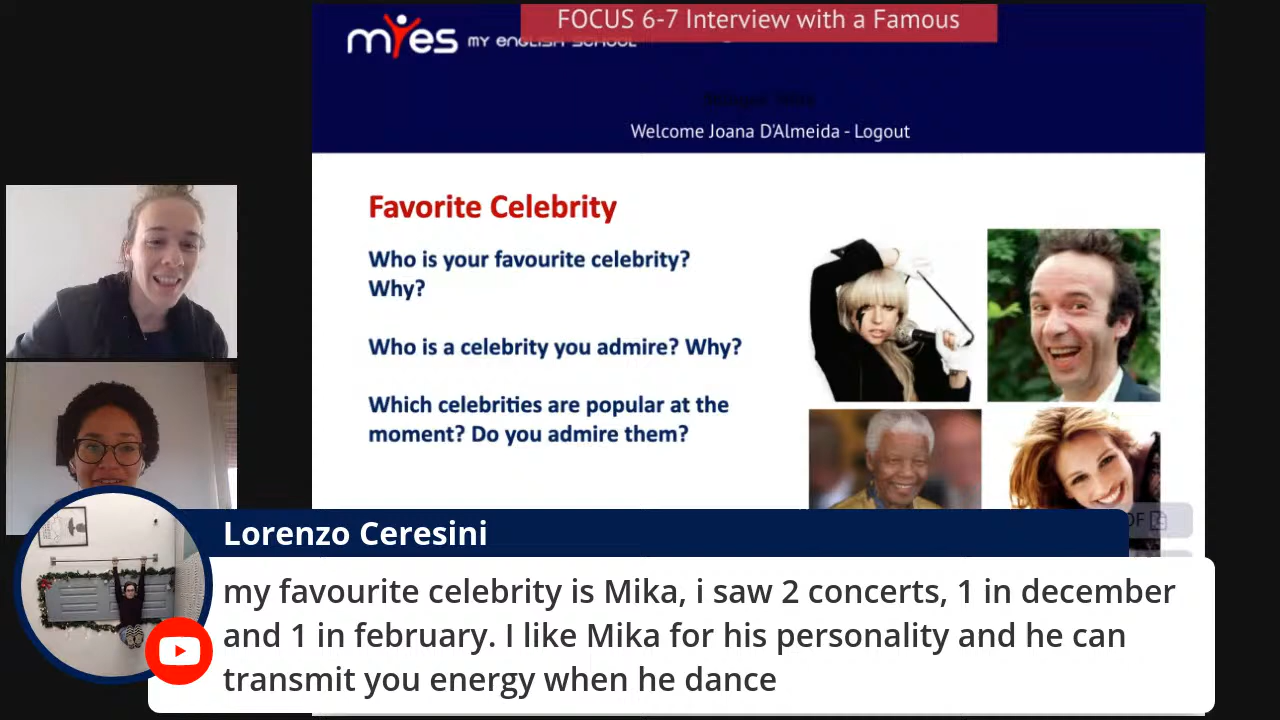 FOCUS 6-7 Interview with a Famous
myes MY ENGLISH SCHOOL
Welcome Joana D'Almeida - Logout
Favorite Celebrity
Who is your favourite celebrity?
Why?
Who is a celebrity you admire? Why?
Which celebrities are popular at the
moment? Do you admire them?
Lorenzo Ceresini
my favourite celebrity is Mika, i saw 2 concerts, 1 in december
and 1 in february. I like Mika for his personality and he can
transmit you energy when he dance